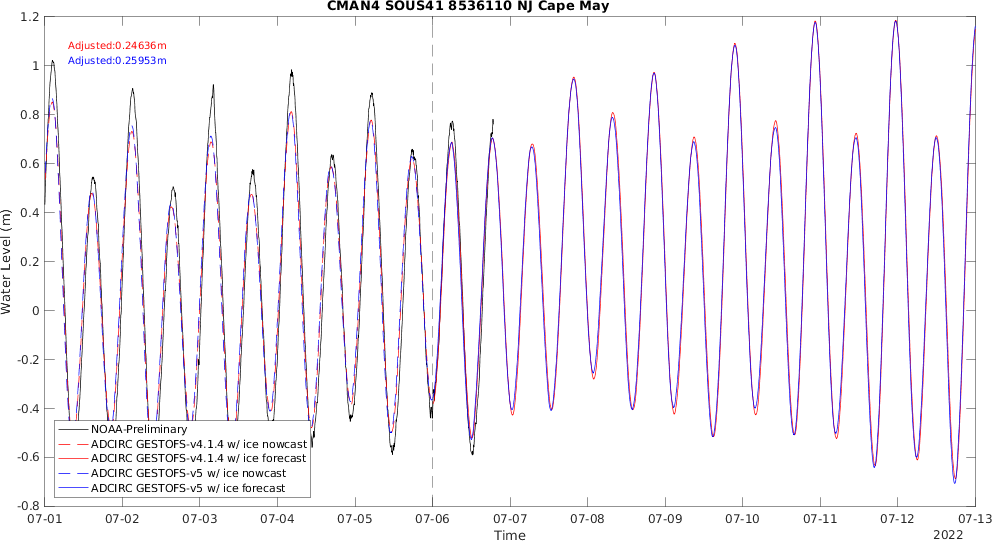 CMAN4 SOUS41 8536110 NJ Cape May
1.2
1
0.8
0.6
0.4
0.2
0
-0.2
-0.4
-0.6
-0.8
Water Level (m)
Adjusted:0.24636m
Adjusted:0.25953m
NOAA-Preliminary
ADCIRC GESTOFS-v4.1.4 w/ ice nowcast
ADCIRC GESTOFS-v4.1.4 w/ ice forecast
ADCIRC GESTOFS-v5 w/ ice nowcast
ADCIRC GESTOFS-v5 w/ ice forecast
07-01 07-02 07-03 07-04 07-05 07-06 07-07 07-08 07-09 07-10 07-11 07-12 07-13
Time
2022